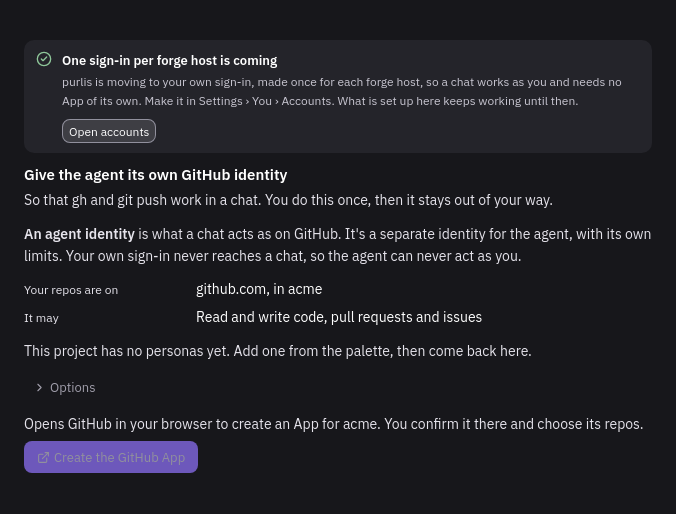 One sign-in per forge host is coming
purlis is moving to your own sign-in, made once for each forge host, so a chat works as you and needs no
App of its own. Make it in Settings › You › Accounts. What is set up here keeps working until then.
Open accounts
Give the agent its own GitHub identity
So that gh and git push work in a chat. You do this once, then it stays out of your way.
An agent identity is what a chat acts as on GitHub. It's a separate identity for the agent, with its own
limits. Your own sign-in never reaches a chat, so the agent can never act as you.
Your repos are on github.com, in acme
It may Read and write code, pull requests and issues
This project has no personas yet. Add one from the palette, then come back here.
Options
Opens GitHub in your browser to create an App for acme. You confirm it there and choose its repos.
Create the GitHub App